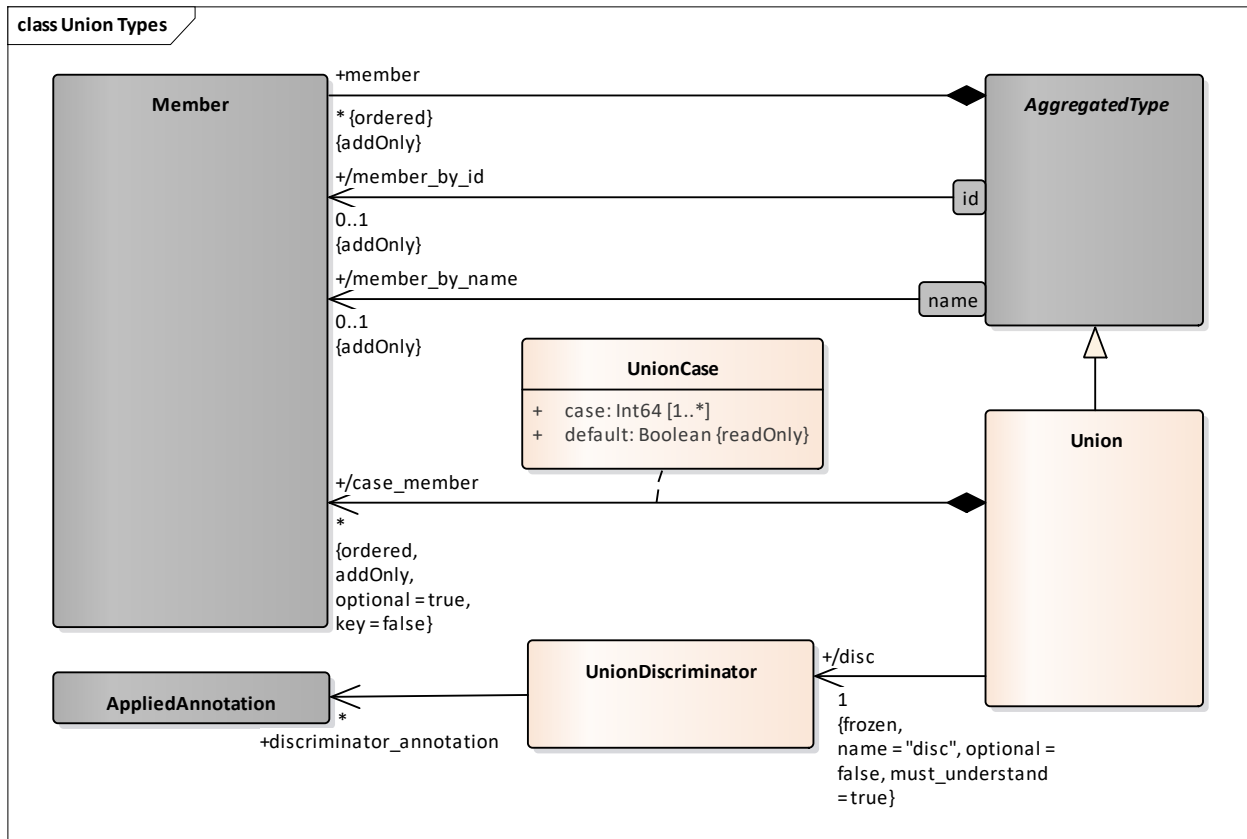 class Union Types
Member
AggregatedType
+member
* {ordered}
{addOnly}
+/member_by_id
id
0..1
{addOnly}
+/member_by_name
name
0..1
{addOnly}
UnionCase
+ case: Int64 [1..*]
+ default: Boolean {readOnly}
Union
+/case_member
*
{ordered,
addOnly,
optional = true,
key = false}
UnionDiscriminator
+/disc
1
{frozen,
name = "disc", optional =
false, must_understand
= true}
AppliedAnnotation
*
+discriminator_annotation